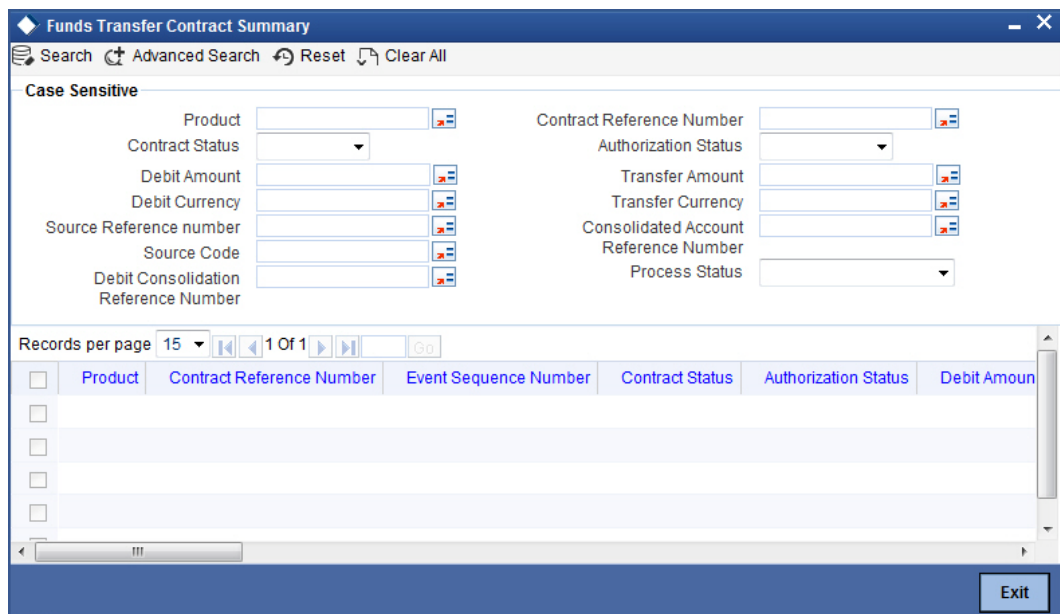 Funds Transfer Contract Summary
Search Advanced Search Reset Clear All
Case Sensitive
Product Contract Reference Number
Contract Status Authorization Status
Debit Amount Transfer Amount
Debit Currency Transfer Currency
Source Reference number Consolidated Account
Reference Number
Source Code
Process Status
Debit Consolidation
Reference Number
Records per page 15 1 Of 1 Go
Product Contract Reference Number Event Sequence Number Contract Status Authorization Status Debit Amoun
Exit